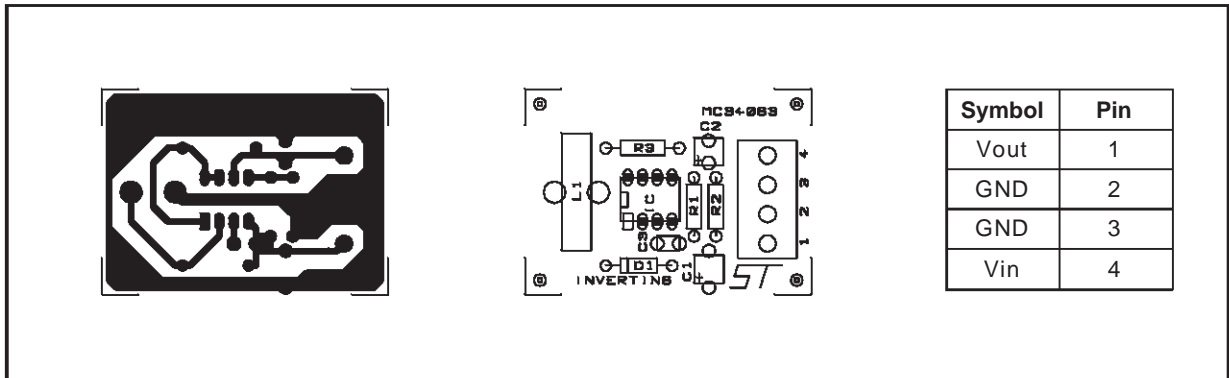 MC34063
C2
R3
4
3
2
1
L1
IC
R1
R2
C3
D1
C1
INVERTING
ST
Symbol Pin
Vout 1
GND 2
GND 3
Vin 4